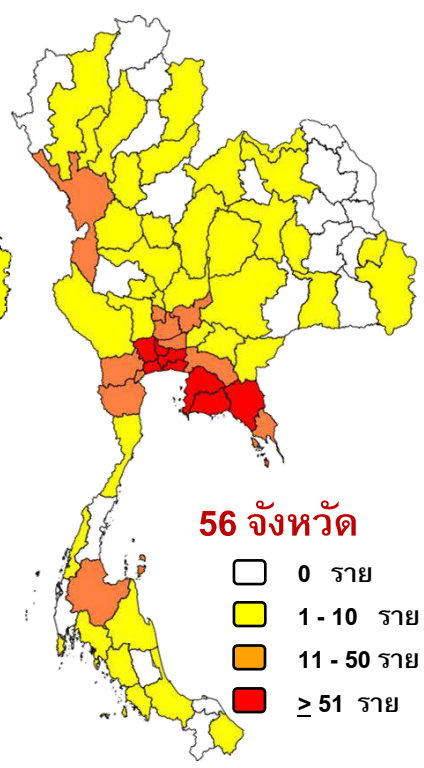 56 จังหวัด
0 ราย
1 - 10 ราย
11 - 50 ราย
≥ 51 ราย